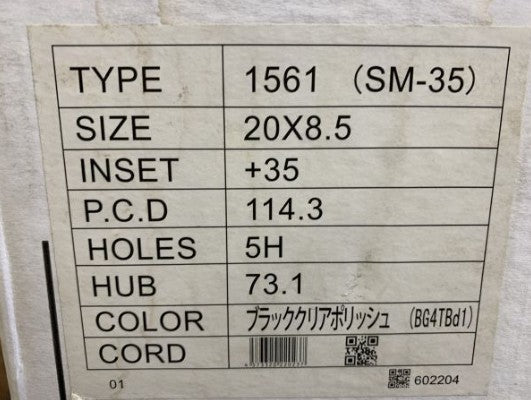 TYPE 1561 (SM-35)
SIZE 20X8.5
INSET +35
P.C.D 114.3
HOLES 5H
HUB 73.1
COLOR ブラッククリアポリッシュ (BG4TBd1)
CORD
01 602204